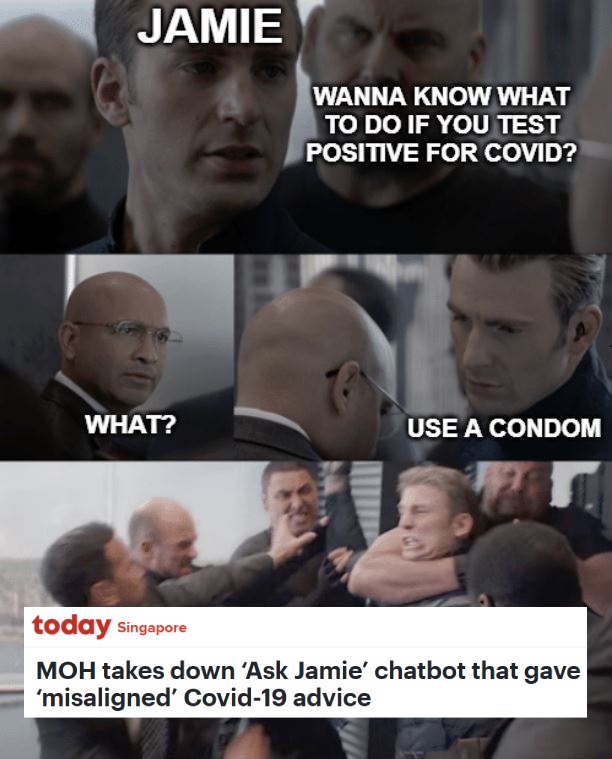 JAMIE
WANNA KNOW WHAT
TO DO IF YOU TEST
POSITIVE FOR COVID?
WHAT?
USE A CONDOM
today Singapore
MOH takes down ‘Ask Jamie’ chatbot that gave
‘misaligned’ Covid-19 advice